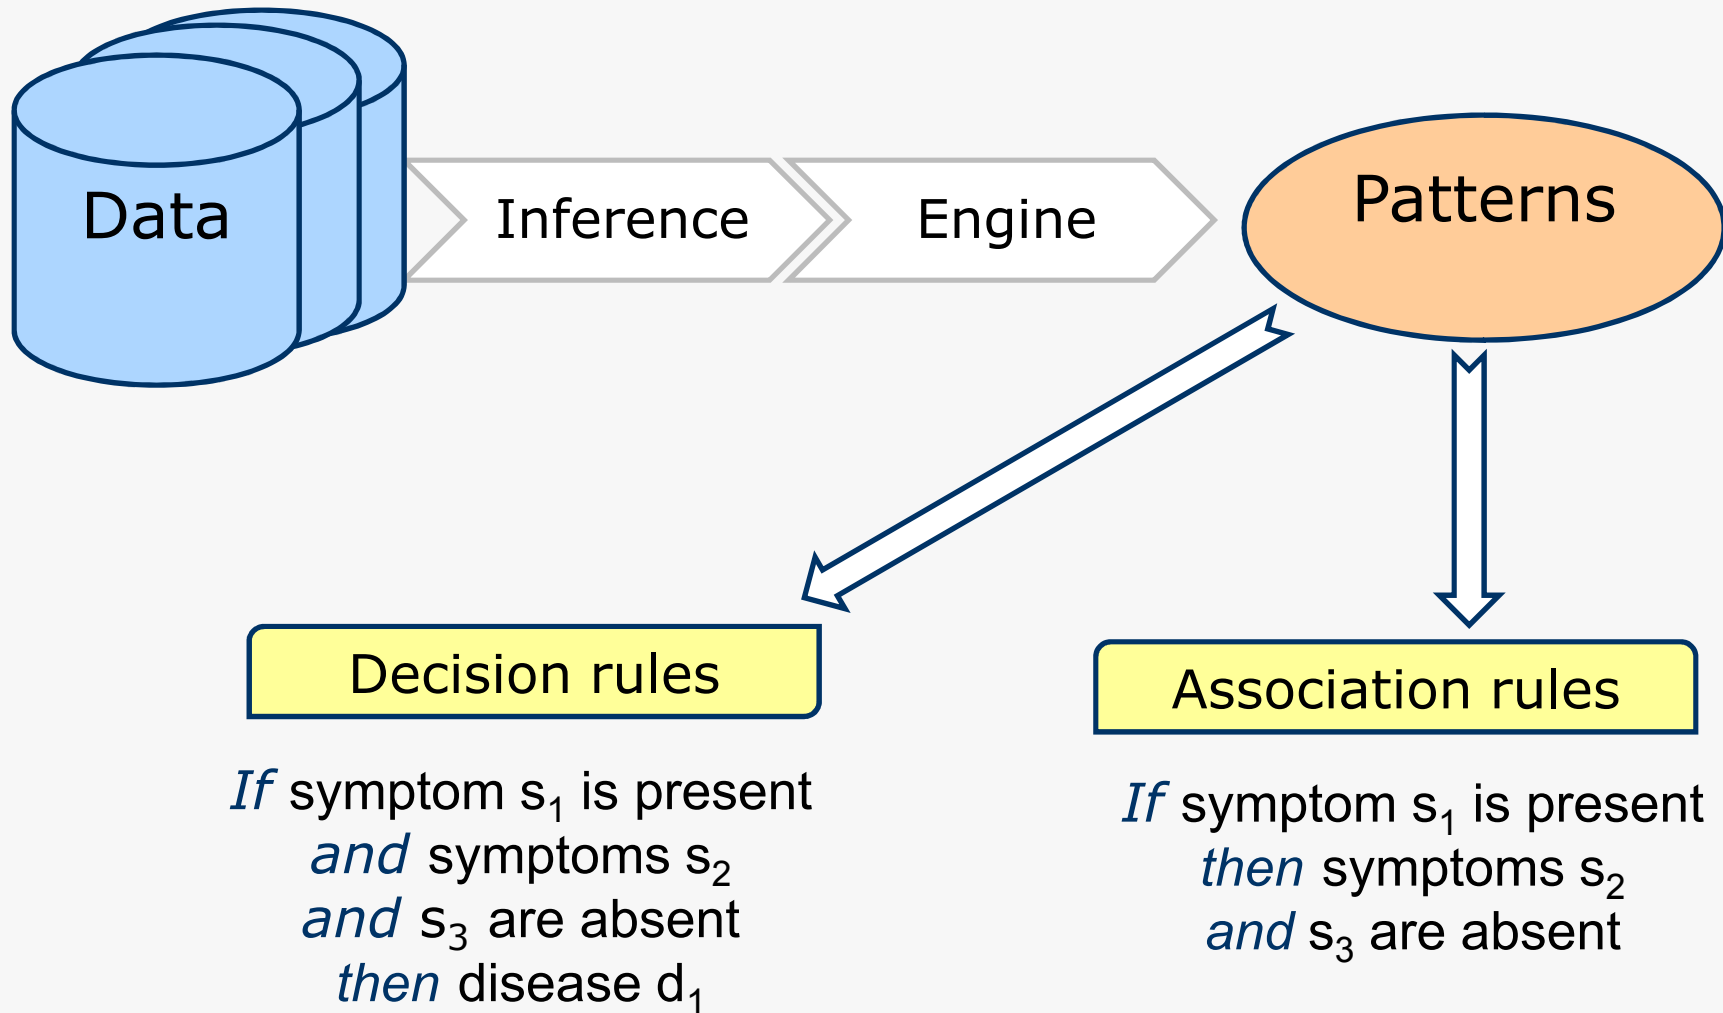 Data
Inference
Engine
Patterns
Decision rules
If symptom s₁ is present
and symptoms s₂
and s₃ are absent
then disease d₁
Association rules
If symptom s₁ is present
then symptoms s₂
and s₃ are absent